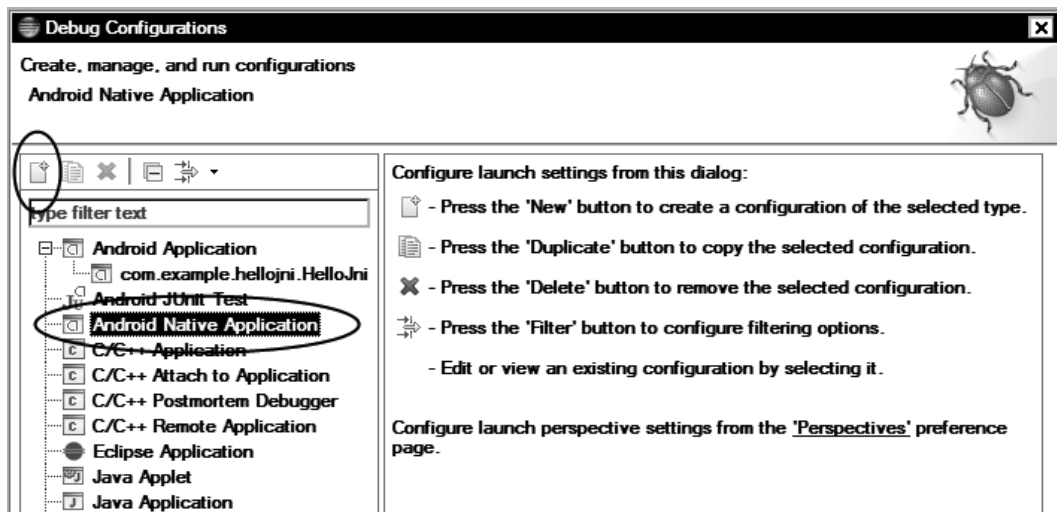 Debug Configurations
Create, manage, and run configurations
Android Native Application
type filter text
Android Application
com.example.hellojni.HelloJni
Android JUnit Test
Android Native Application
C/C++ Application
C/C++ Attach to Application
C/C++ Postmortem Debugger
C/C++ Remote Application
Eclipse Application
Java Applet
Java Application
Configure launch settings from this dialog:
- Press the 'New' button to create a configuration of the selected type.
- Press the 'Duplicate' button to copy the selected configuration.
- Press the 'Delete' button to remove the selected configuration.
- Press the 'Filter' button to configure filtering options.
- Edit or view an existing configuration by selecting it.
Configure launch perspective settings from the 'Perspectives' preference
page.